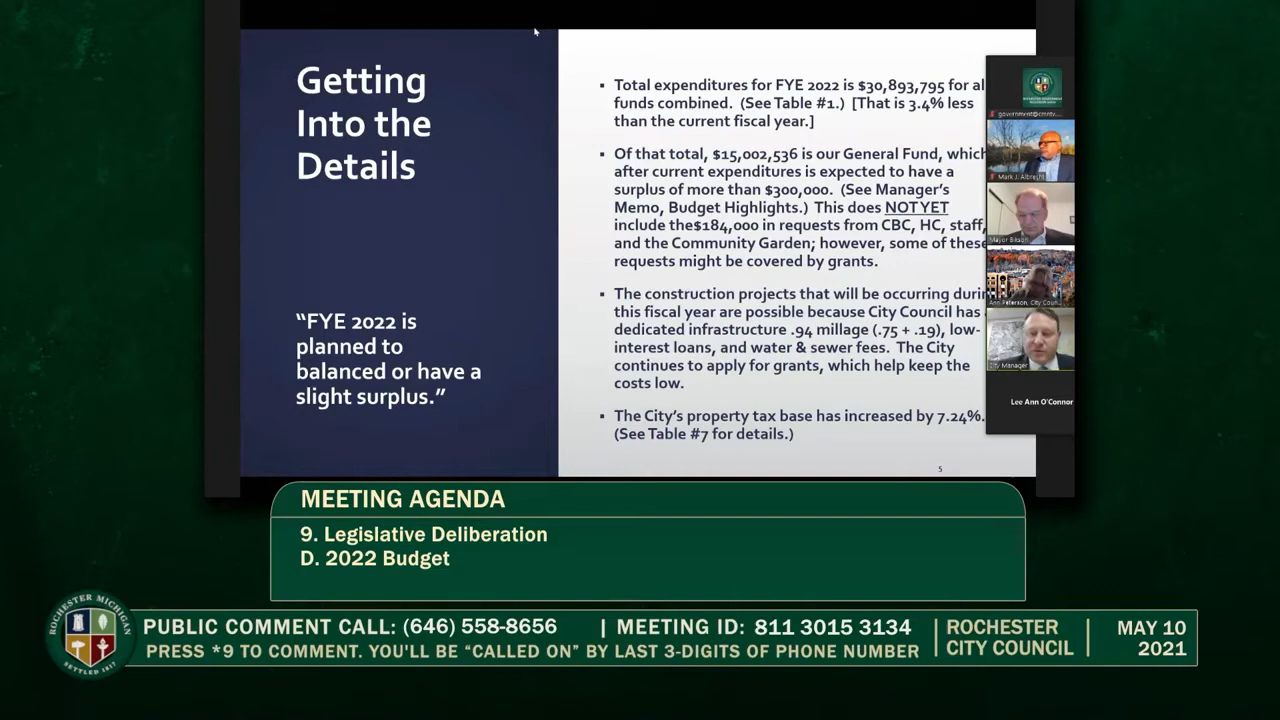 Getting
Into the
Details
“FYE 2022 is
planned to
balanced or have a
slight surplus.”
▪ Total expenditures for FYE 2022 is $30,893,795 for al
funds combined. (See Table #1.) [That is 3.4% less
than the current fiscal year.]
▪ Of that total, $15,002,536 is our General Fund, which
after current expenditures is expected to have a
surplus of more than $300,000. (See Manager’s
Memo, Budget Highlights.) This does NOT YET
include the$184,000 in requests from CBC, HC, staff,
and the Community Garden; however, some of these
requests might be covered by grants.
▪ The construction projects that will be occurring durin
this fiscal year are possible because City Council has
dedicated infrastructure .94 millage (.75 + .19), low-
interest loans, and water & sewer fees. The City
continues to apply for grants, which help keep the
costs low.
▪ The City’s property tax base has increased by 7.24%.
(See Table #7 for details.)
5
government@cmntv...
Mark J. Albrecht
Mayor Bikson
Ann Peterson, City Coun...
City Manager
Lee Ann O'Connor
MEETING AGENDA
9. Legislative Deliberation
D. 2022 Budget
ROCHESTER MICHIGAN
SETTLED 1817
PUBLIC COMMENT CALL: (646) 558-8656 | MEETING ID: 811 3015 3134
PRESS *9 TO COMMENT. YOU'LL BE “CALLED ON” BY LAST 3-DIGITS OF PHONE NUMBER
ROCHESTER
CITY COUNCIL
MAY 10
2021